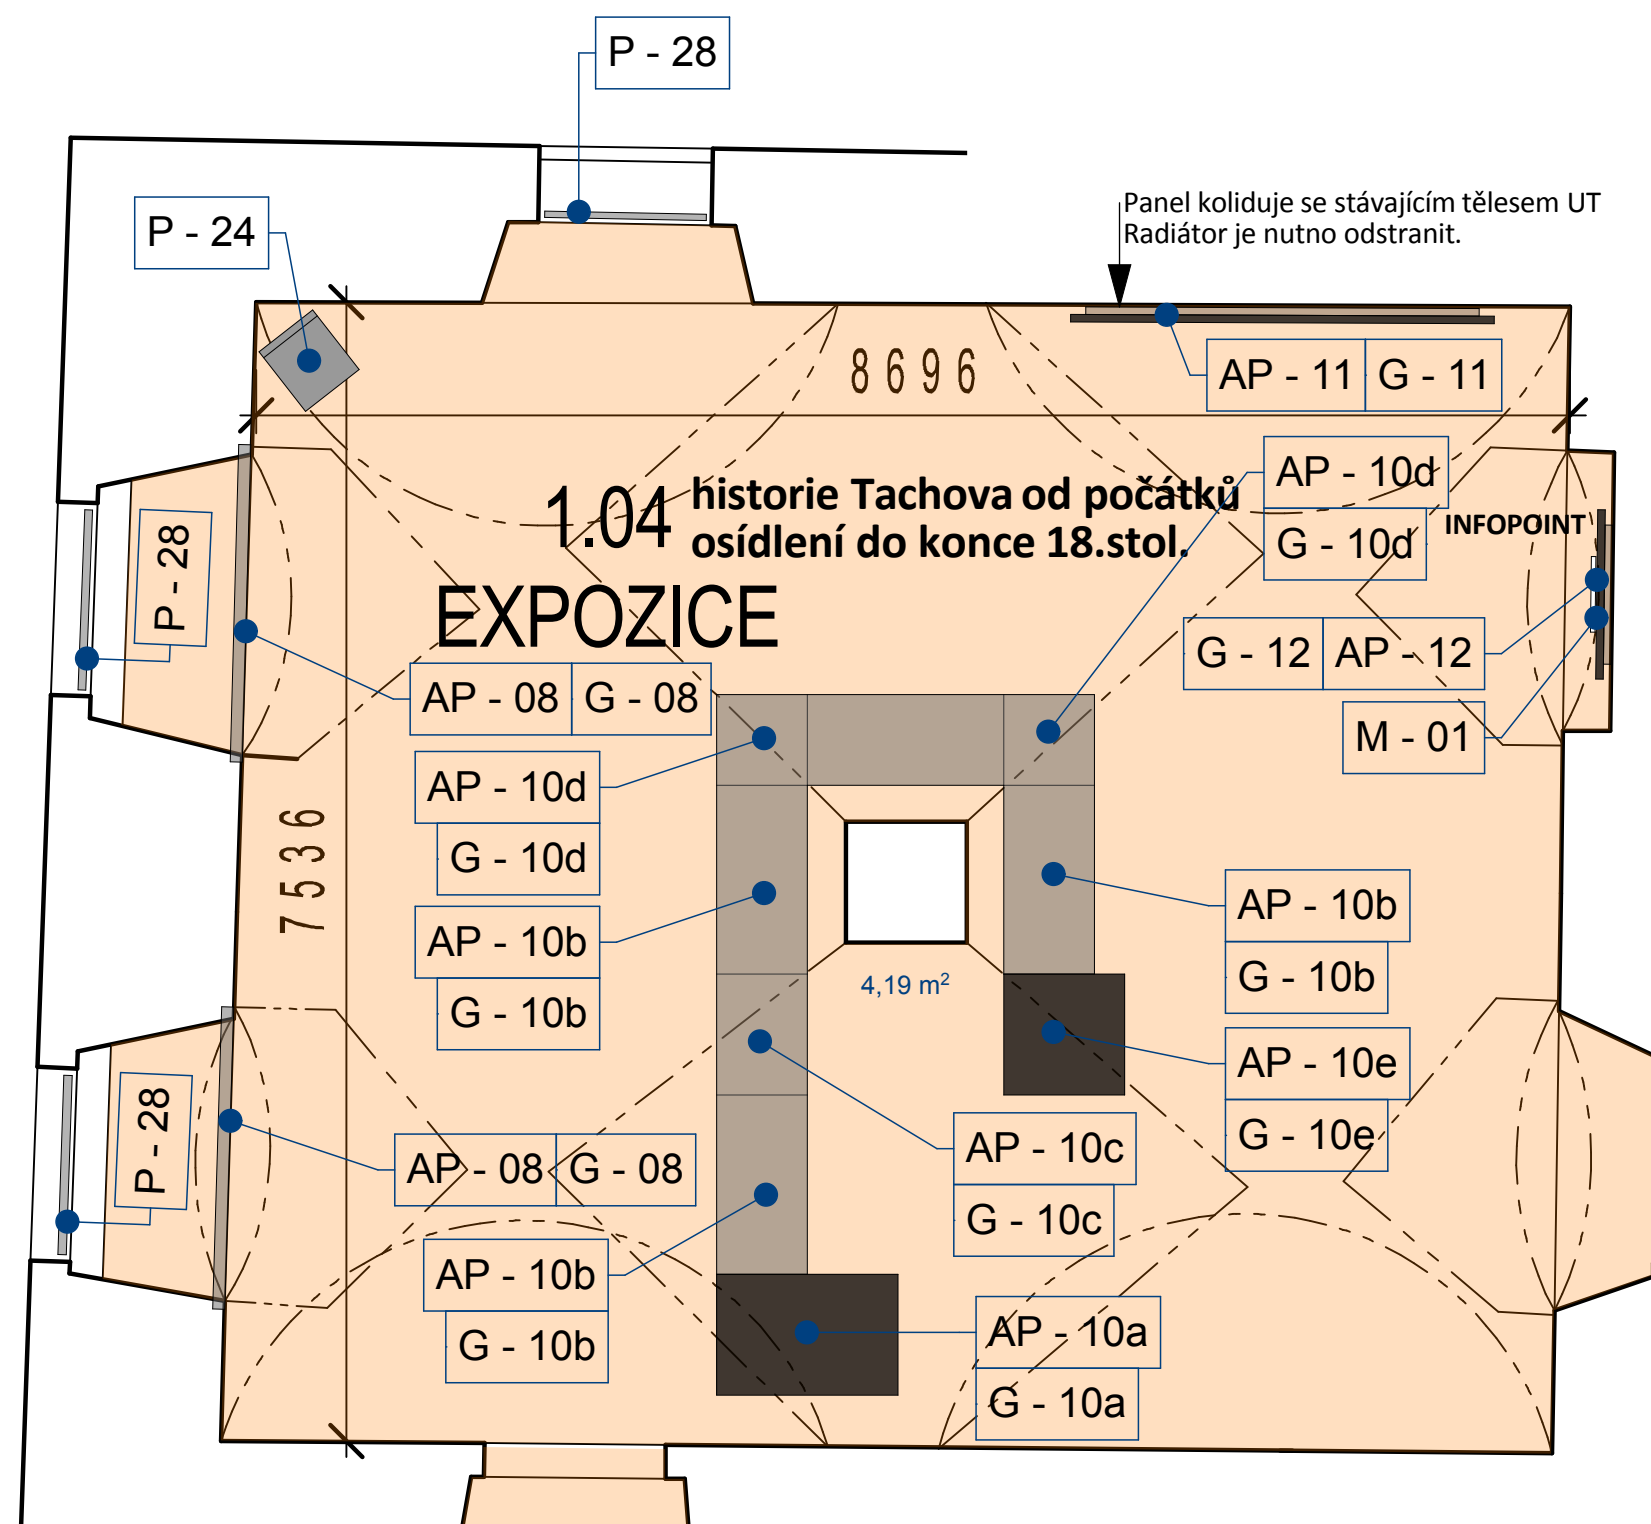 P - 28
P - 24
Panel koliduje se stávajícím tělesem UT
Radiátor je nutno odstranit.
AP - 11 G - 11
8696
AP - 10d
G - 10d
1.04 historie Tachova od počátků
osídlení do konce 18.stol.
INFOPOINT
P - 28
EXPOZICE
G - 12 AP - 12
AP - 08 G - 08
M - 01
AP - 10d
G - 10d
7536
AP - 10b
G - 10b
AP - 10b
G - 10b
4,19 m²
AP - 10e
G - 10e
P - 28
AP - 08 G - 08
AP - 10c
G - 10c
AP - 10b
G - 10b
AP - 10a
G - 10a